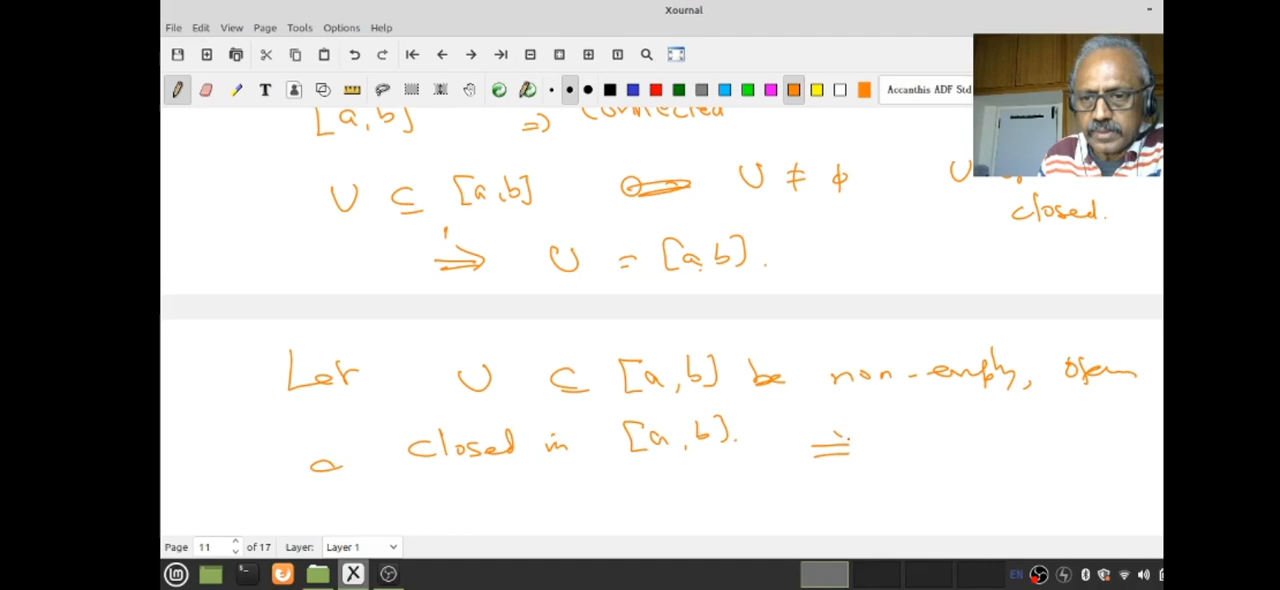 Xournal
File Edit View Page Tools Options Help
Accanthis ADF Std
[a, b] ⇒ connected
U ⊆ [a, b] U ≠ φ U
closed.
⇒ U = [a, b].
Let U ⊆ [a, b] be non-empty, open
closed in [a, b].
Page 11 of 17 Layer: Layer 1
EN